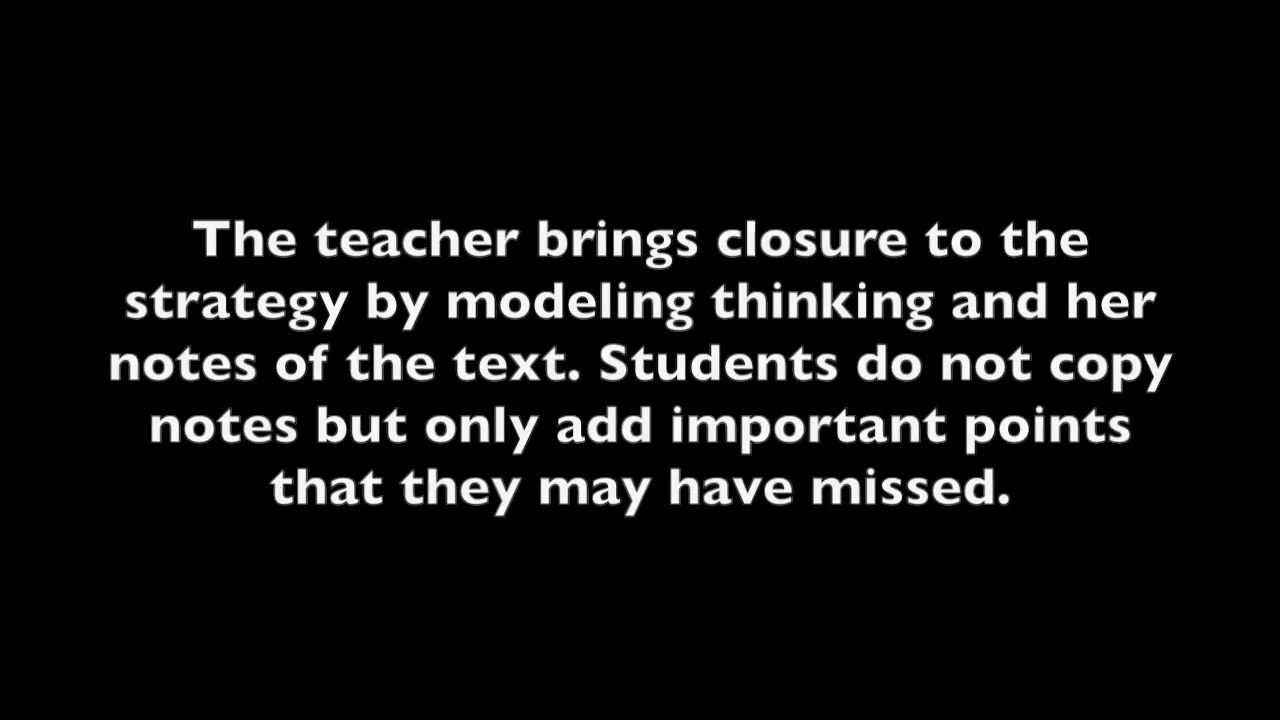 The teacher brings closure to the
strategy by modeling thinking and her
notes of the text. Students do not copy
notes but only add important points
that they may have missed.